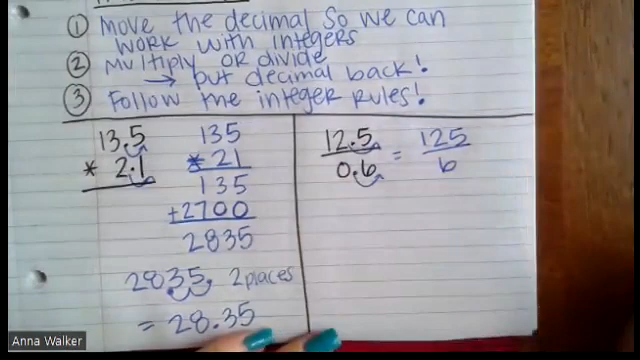 ① Move the decimal so we can
work with integers
② Multiply or divide
→ put decimal back!
③ Follow the integer rules!
13.5
* 2.1
135
* 21
135
+2700
2835
2835, 2 places
= 28.35
12.5 / 0.6 = 125 / 6
Anna Walker